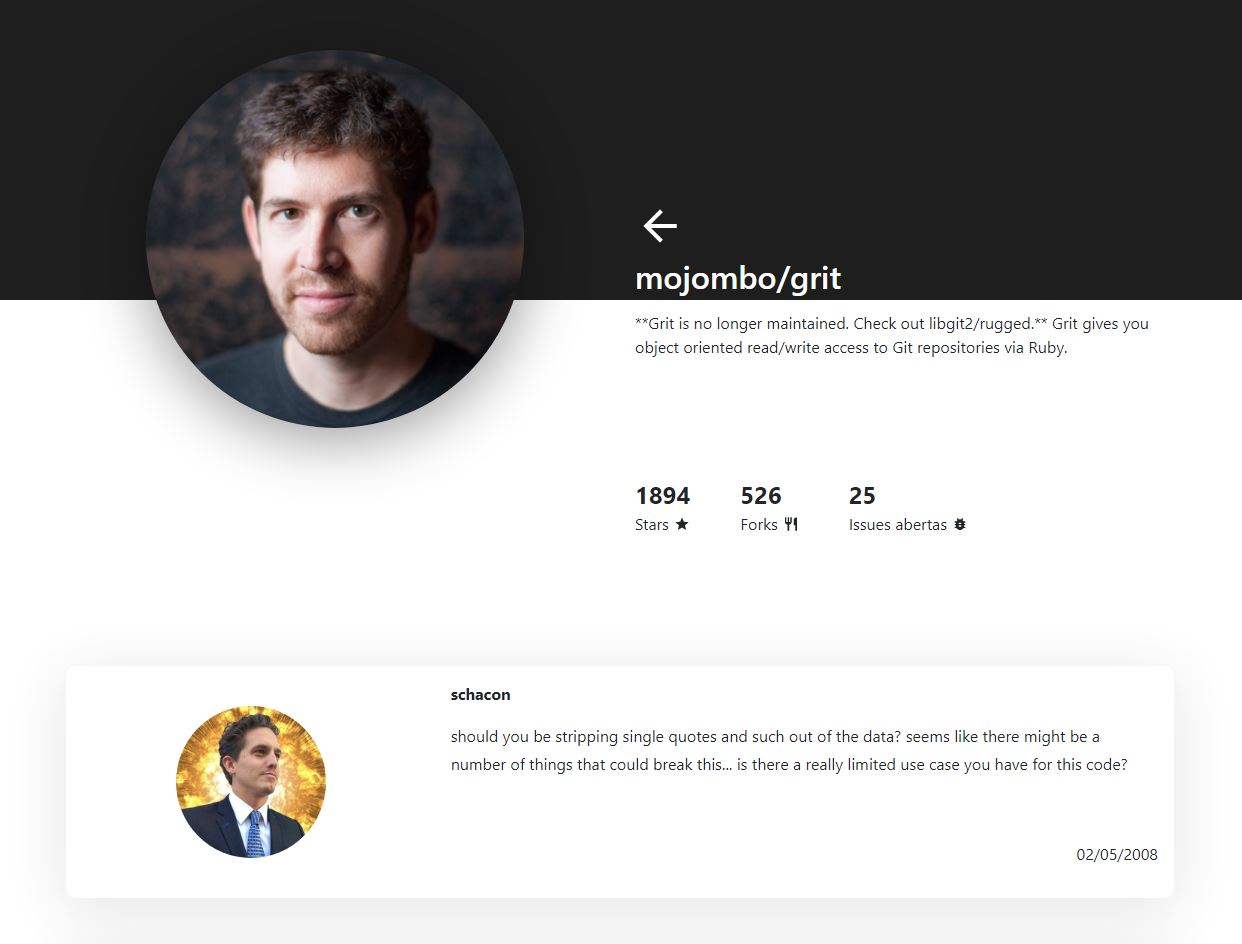 mojombo/grit
**Grit is no longer maintained. Check out libgit2/rugged.** Grit gives you
object oriented read/write access to Git repositories via Ruby.
1894
Stars
526
Forks
25
Issues abertas
schacon
should you be stripping single quotes and such out of the data? seems like there might be a
number of things that could break this... is there a really limited use case you have for this code?
02/05/2008